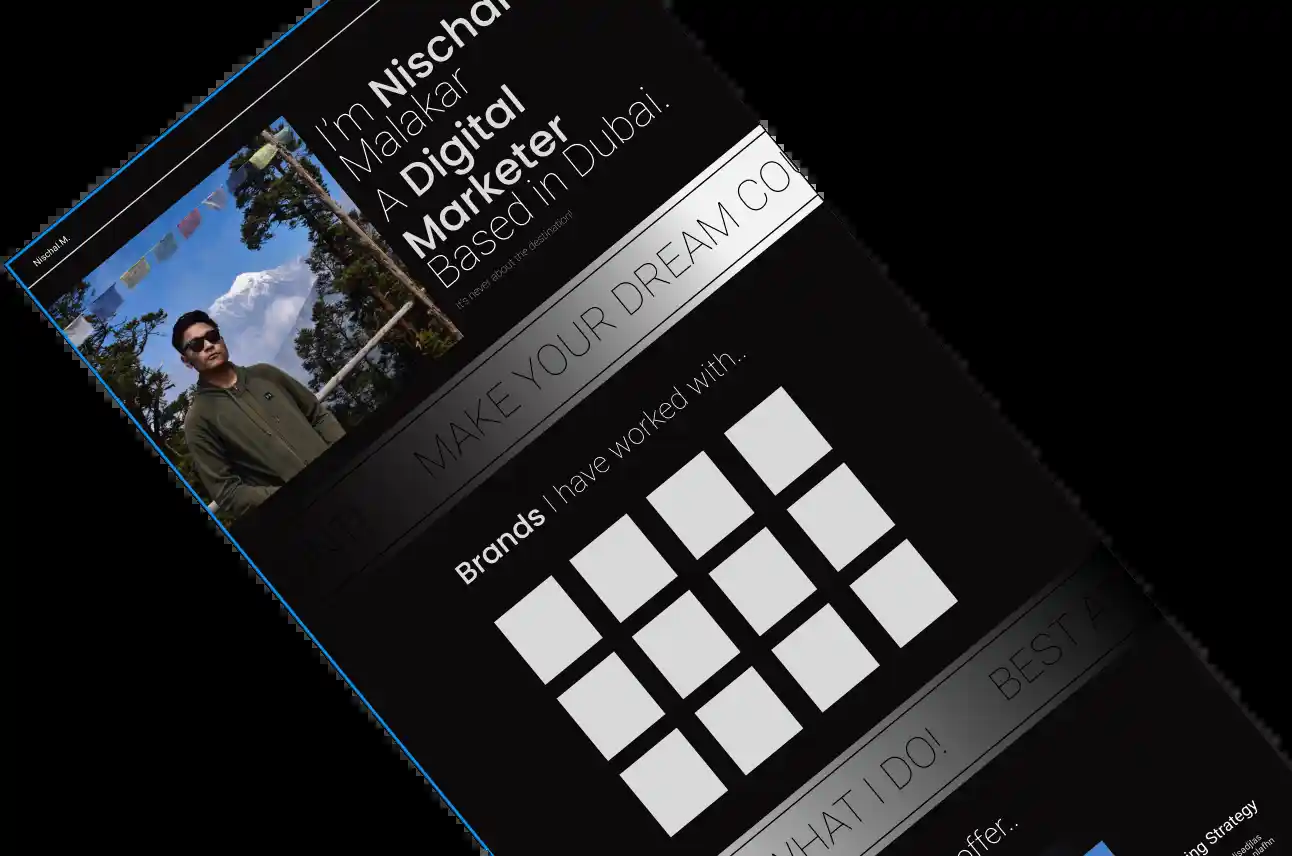 Nischal M.
I'm Nischal
Malakar
A Digital
Marketer
Based in Dubai.
It's never about the destination!
MAKE YOUR DREAM CO
Brands I have worked with..
WHAT I DO!
BEST A
offer..
ing Strategy